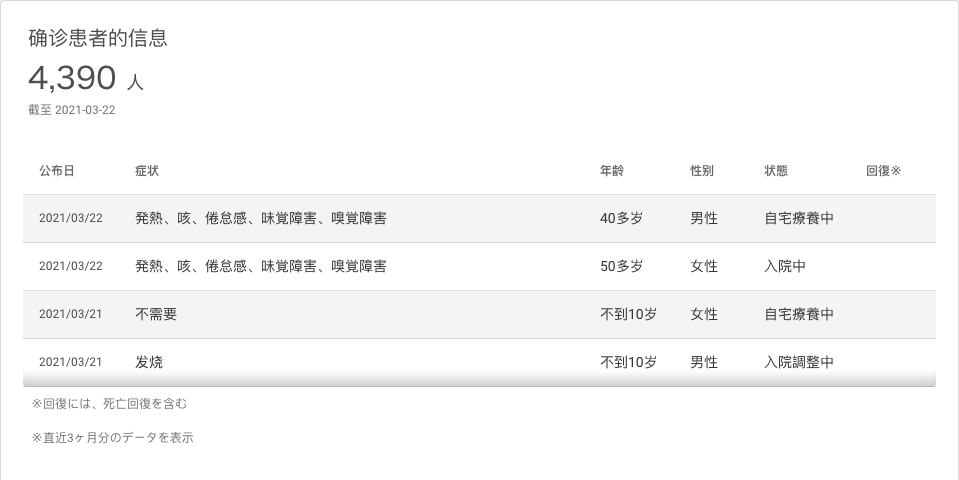 确诊患者的信息
4,390 人
截至 2021-03-22
公布日 症状 年齢 性别 状態 回復※
2021/03/22 発熱、咳、倦怠感、味覚障害、嗅覚障害 40多岁 男性 自宅療養中
2021/03/22 発熱、咳、倦怠感、味覚障害、嗅覚障害 50多岁 女性 入院中
2021/03/21 不需要 不到10岁 女性 自宅療養中
2021/03/21 发烧 不到10岁 男性 入院調整中
※回復には、死亡回復を含む
※直近3ヶ月分のデータを表示